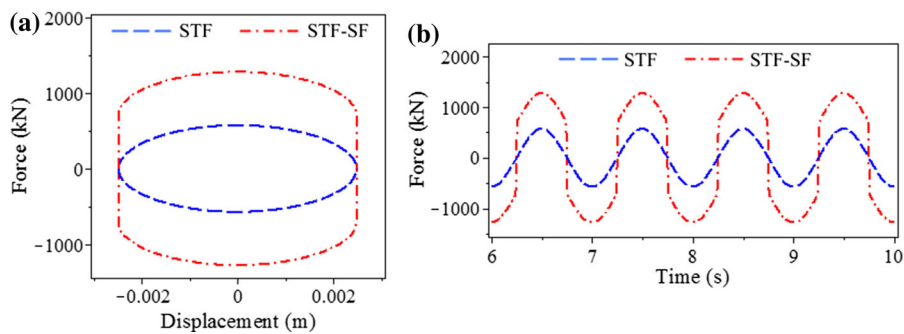 (a)
STF STF-SF
2000
1000
0
−1000
Force (kN)
−0.002 0 0.002
Displacement (m)
(b)
STF STF-SF
2000
1000
0
−1000
Force (kN)
6 7 8 9 10
Time (s)